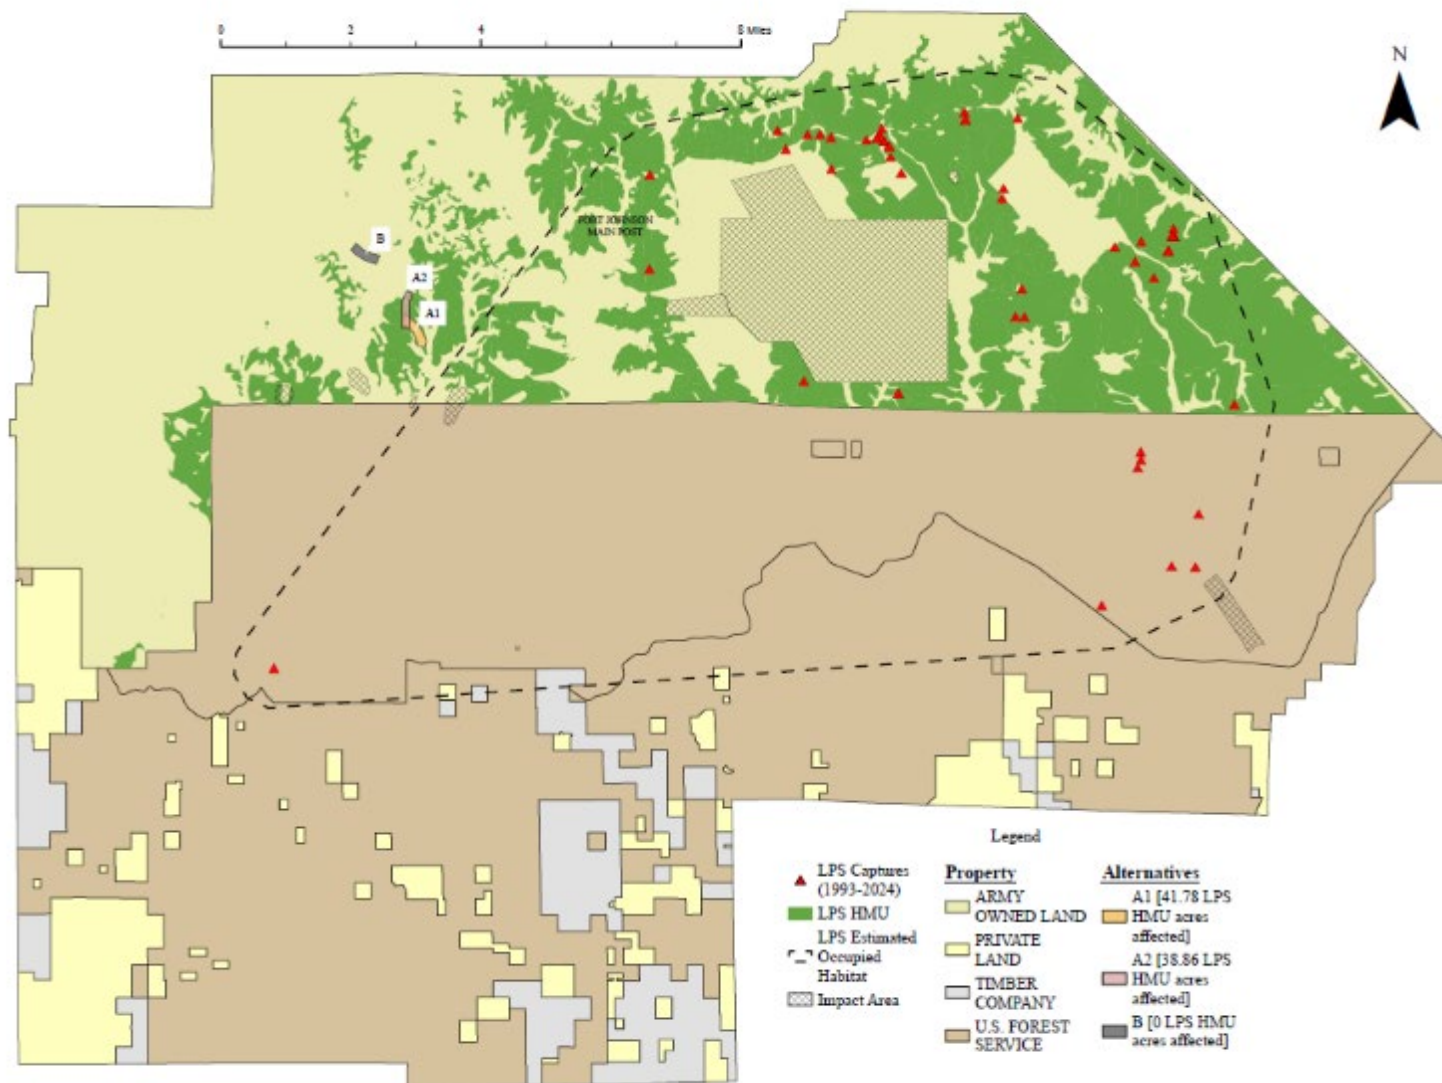 0 2 4 8 Miles
N
FORT JOHNSON
MAIN POST
B
A2
A1
Legend
LPS Captures
(1993-2024)
LPS HMU
LPS Estimated
Occupied
Habitat
Impact Area
Property
ARMY
OWNED LAND
PRIVATE
LAND
TIMBER
COMPANY
U.S. FOREST
SERVICE
Alternatives
A1 [41.78 LPS
HMU acres
affected]
A2 [38.86 LPS
HMU acres
affected]
B [0 LPS HMU
acres affected]